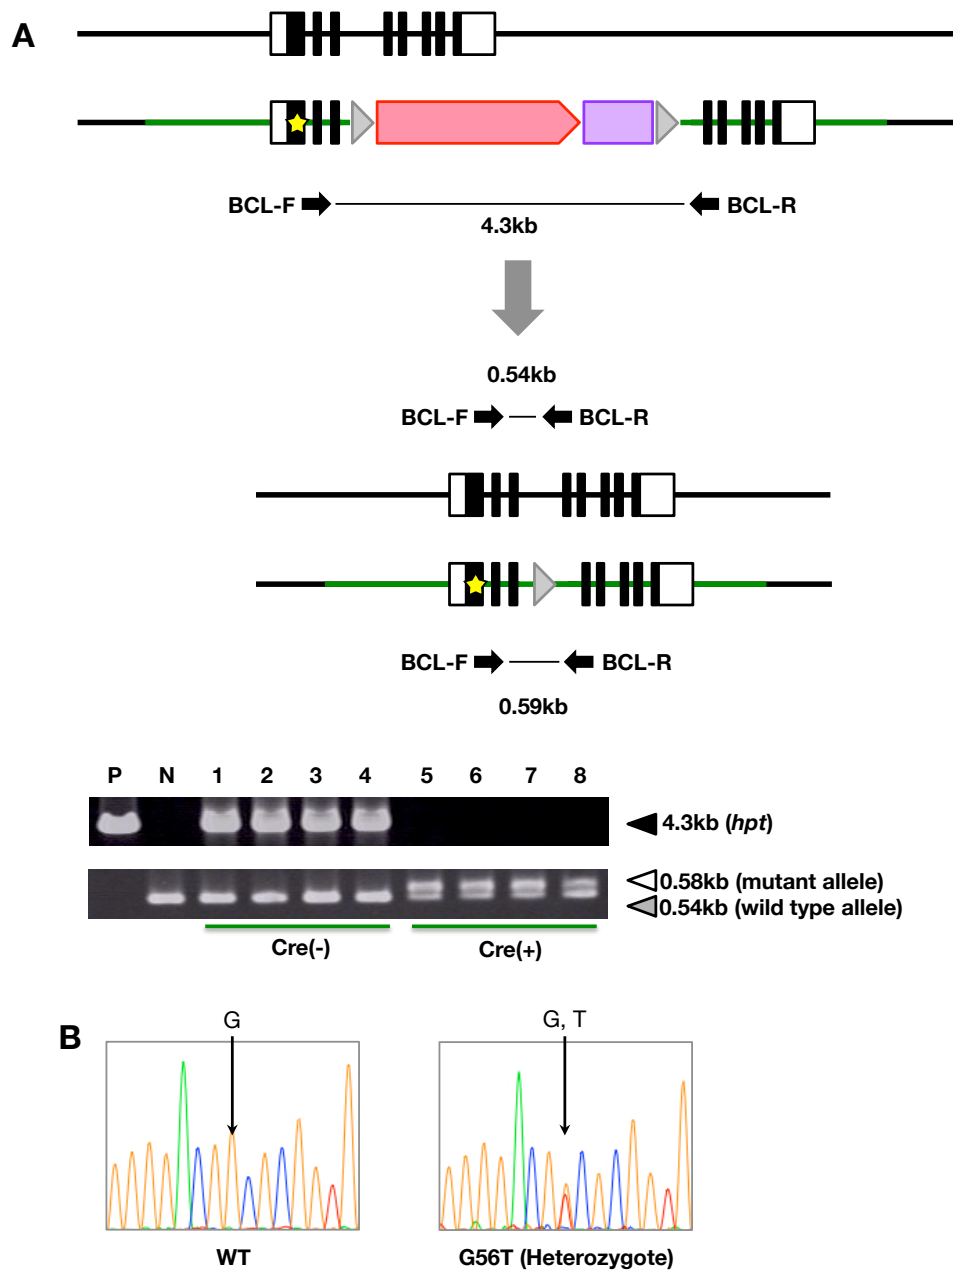 A
BCL-F
BCL-R
4.3kb
0.54kb
BCL-F
BCL-R
BCL-F
BCL-R
0.59kb
P N 1 2 3 4 5 6 7 8
4.3kb (hpt)
0.58kb (mutant allele)
0.54kb (wild type allele)
Cre(-)
Cre(+)
B
G
G, T
WT
G56T (Heterozygote)